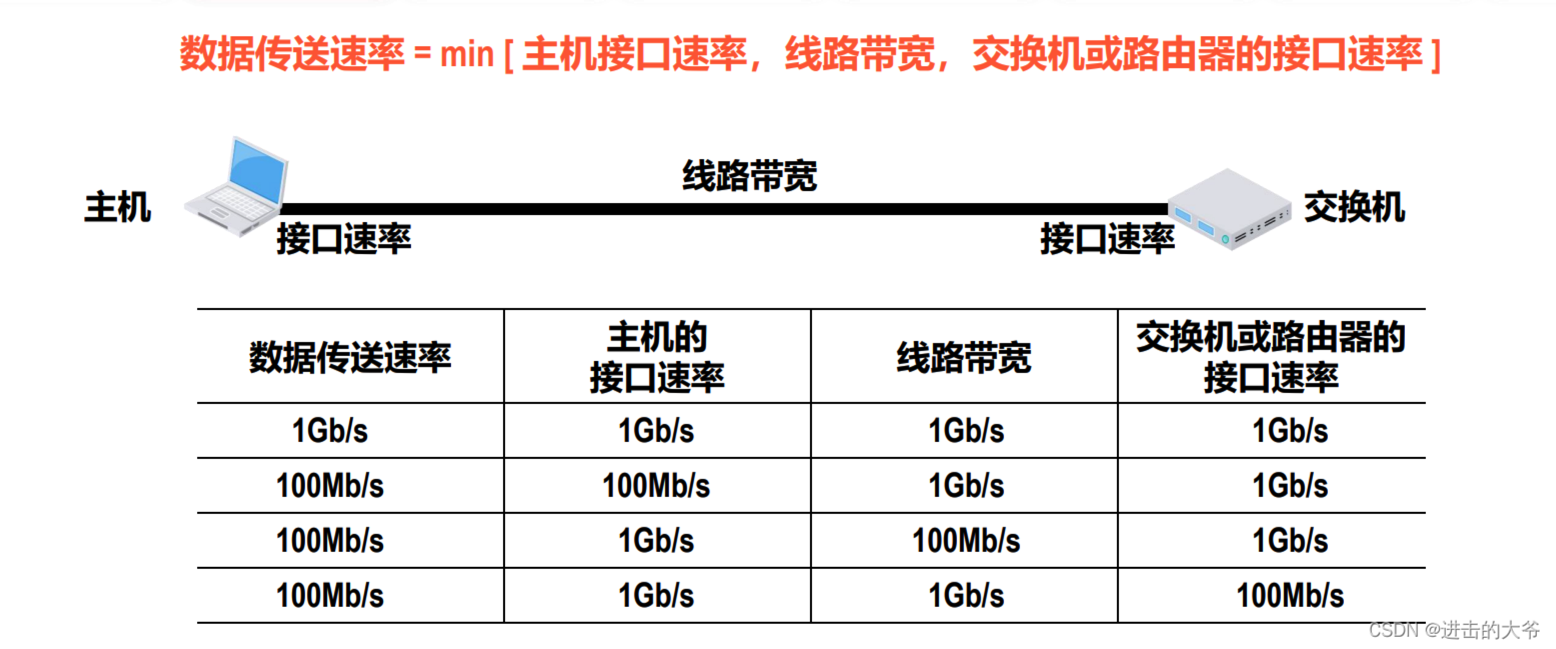 数据传送速率 = min [ 主机接口速率，线路带宽，交换机或路由器的接口速率 ]
线路带宽
主机
交换机
接口速率
接口速率
数据传送速率
主机的
接口速率
线路带宽
交换机或路由器的
接口速率
1Gb/s 1Gb/s 1Gb/s 1Gb/s
100Mb/s 100Mb/s 1Gb/s 1Gb/s
100Mb/s 1Gb/s 100Mb/s 1Gb/s
100Mb/s 1Gb/s 1Gb/s 100Mb/s
CSDN @进击的大爷